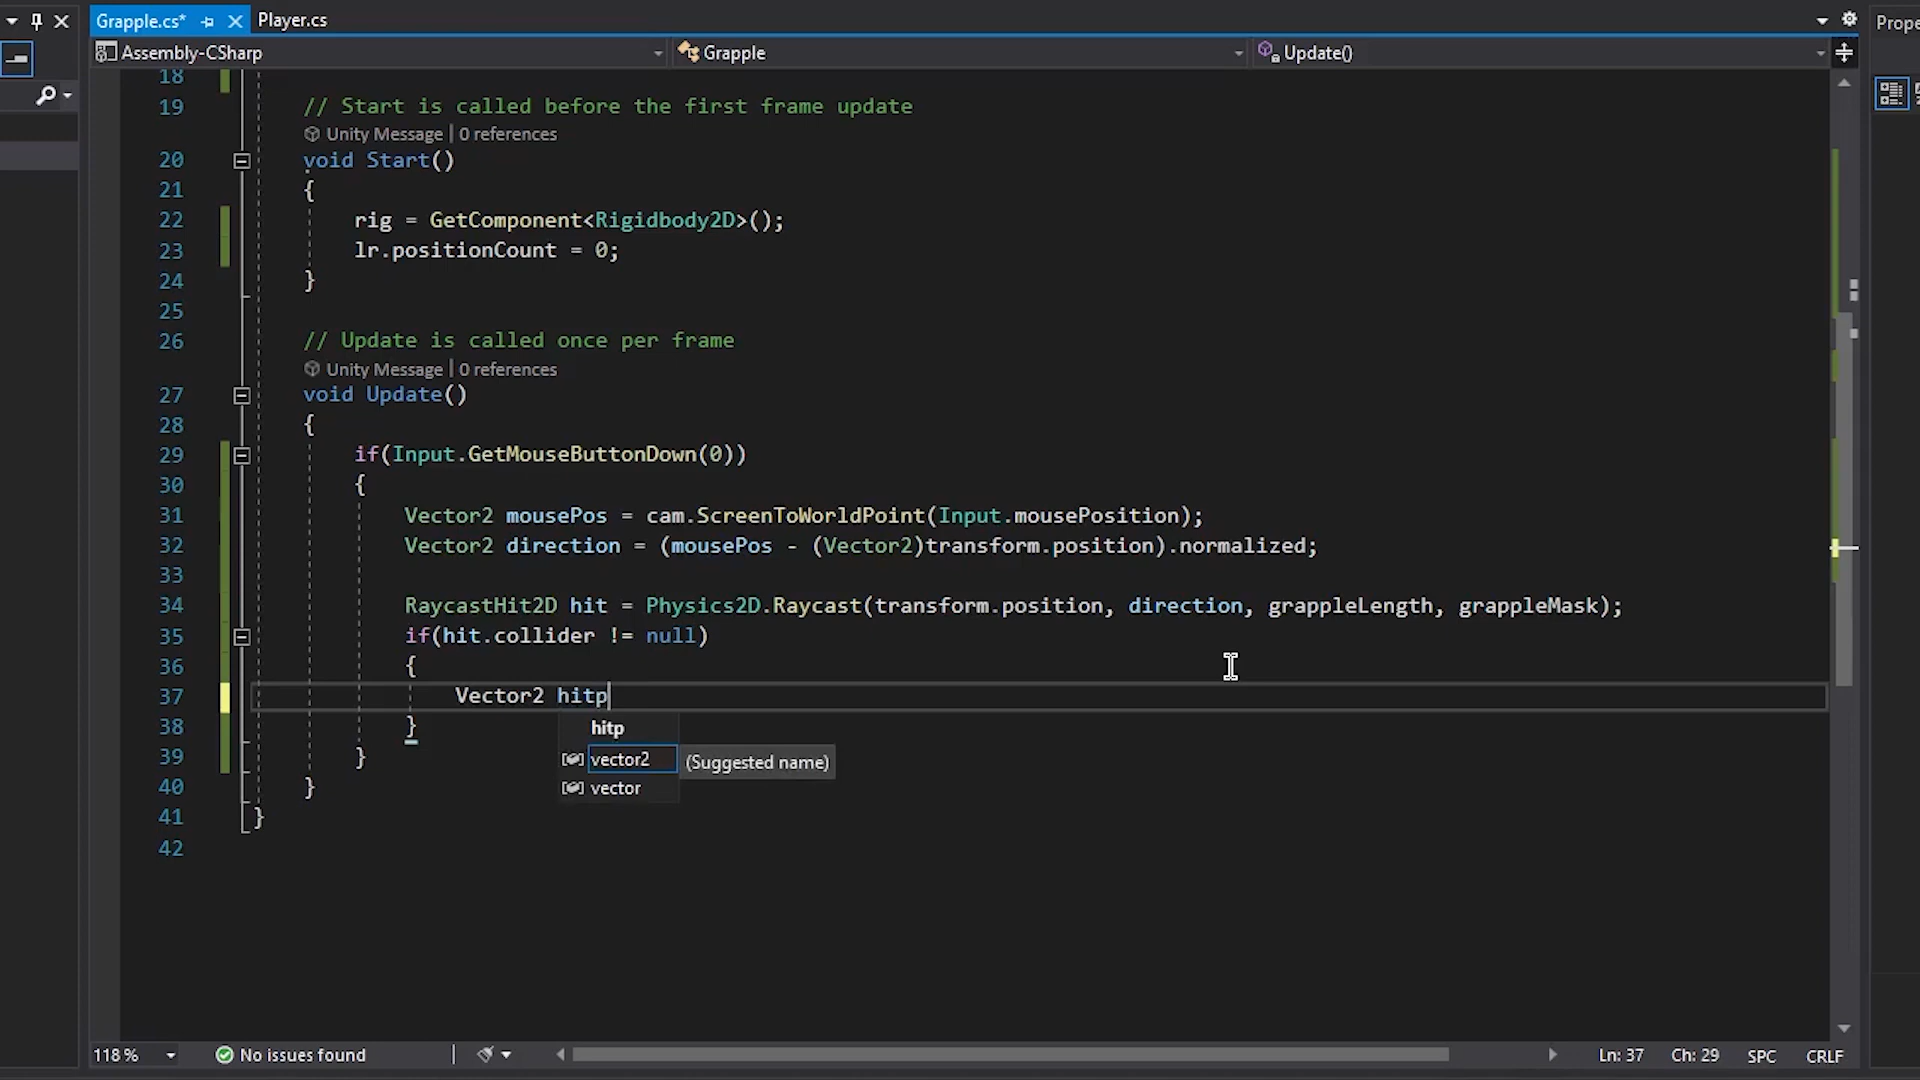 Grapple.cs*
Player.cs
Prope
Assembly-CSharp
Grapple
Update()
18
19 // Start is called before the first frame update
Unity Message | 0 references
20 void Start()
21 {
22 rig = GetComponent<Rigidbody2D>();
23 lr.positionCount = 0;
24 }
25
26 // Update is called once per frame
Unity Message | 0 references
27 void Update()
28 {
29 if(Input.GetMouseButtonDown(0))
30 {
31 Vector2 mousePos = cam.ScreenToWorldPoint(Input.mousePosition);
32 Vector2 direction = (mousePos - (Vector2)transform.position).normalized;
33
34 RaycastHit2D hit = Physics2D.Raycast(transform.position, direction, grappleLength, grappleMask);
35 if(hit.collider != null)
36 {
37 Vector2 hitp
38 }
hitp
vector2 (Suggested name)
vector
39 }
40 }
41 }
42
118 %
No issues found
Ln: 37
Ch: 29
SPC
CRLF